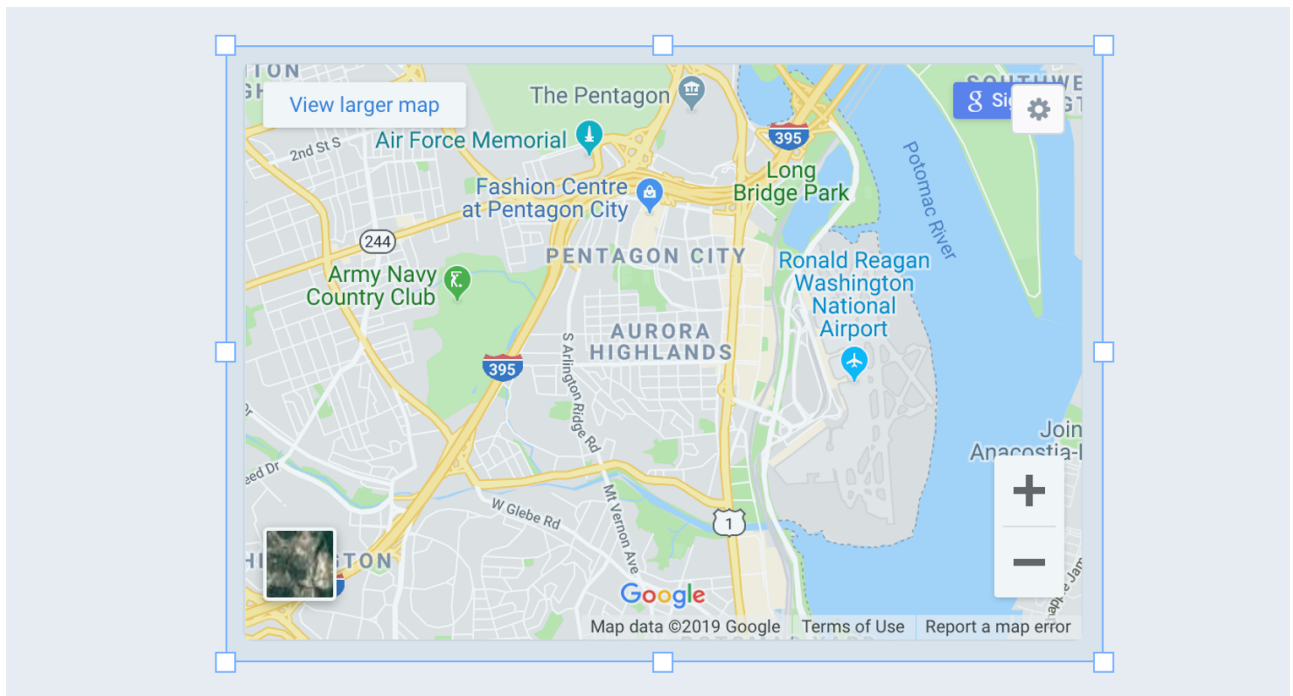 View larger map
The Pentagon
Air Force Memorial
2nd St S
395
Long
Bridge Park
Potomac River
Fashion Centre
at Pentagon City
244
PENTAGON CITY
Army Navy
Country Club
Ronald Reagan
Washington
National
Airport
AURORA
HIGHLANDS
395
S Arlington Ridge Rd
W Glebe Rd
Mt Vernon Ave
1
Google
Map data ©2019 Google
Terms of Use
Report a map error